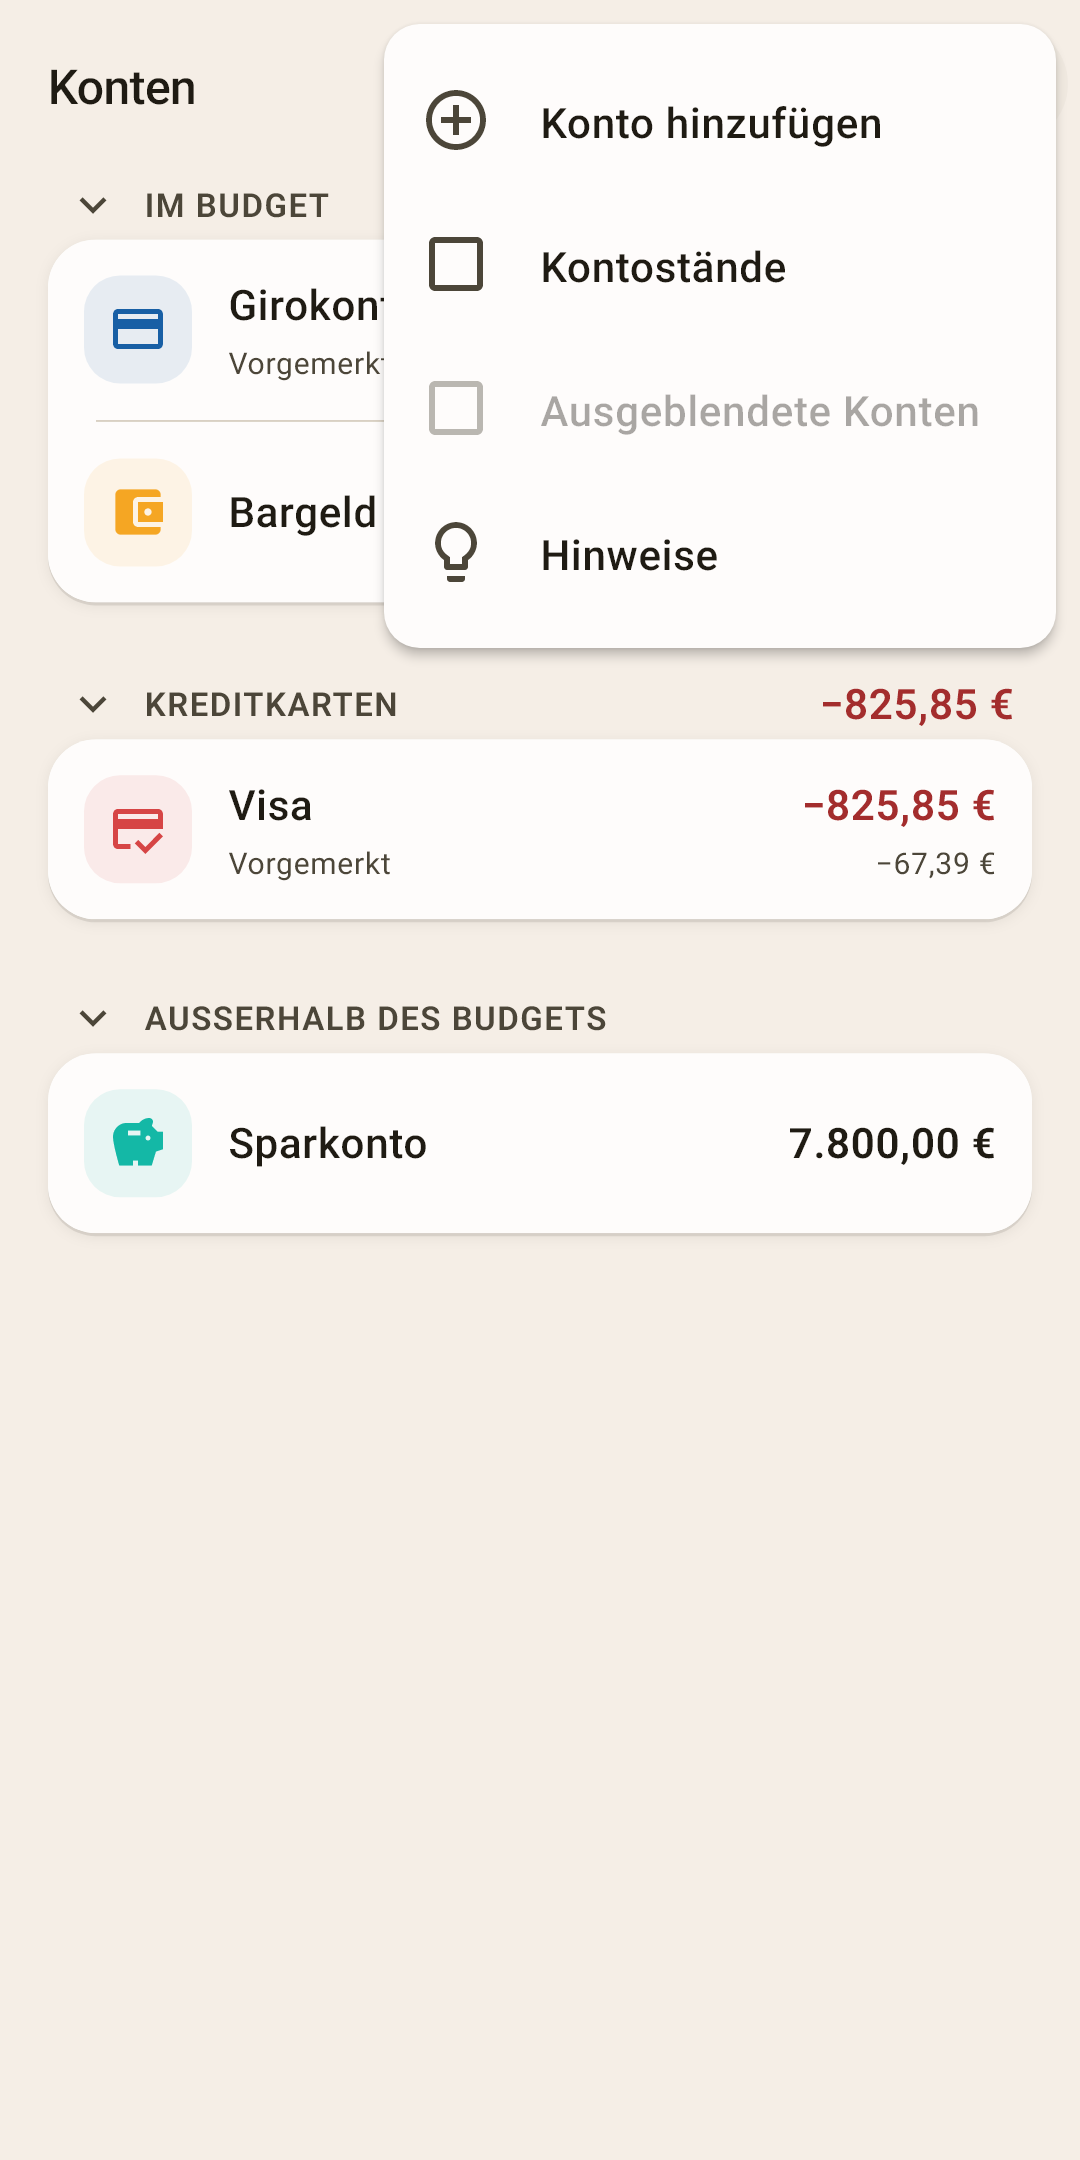 Konten
Konto hinzufügen
Kontostände
Ausgeblendete Konten
Hinweise
IM BUDGET
Vorgemerkt
Bargeld
KREDITKARTEN −825,85 €
Visa −825,85 €
Vorgemerkt −67,39 €
AUSSERHALB DES BUDGETS
Sparkonto 7.800,00 €